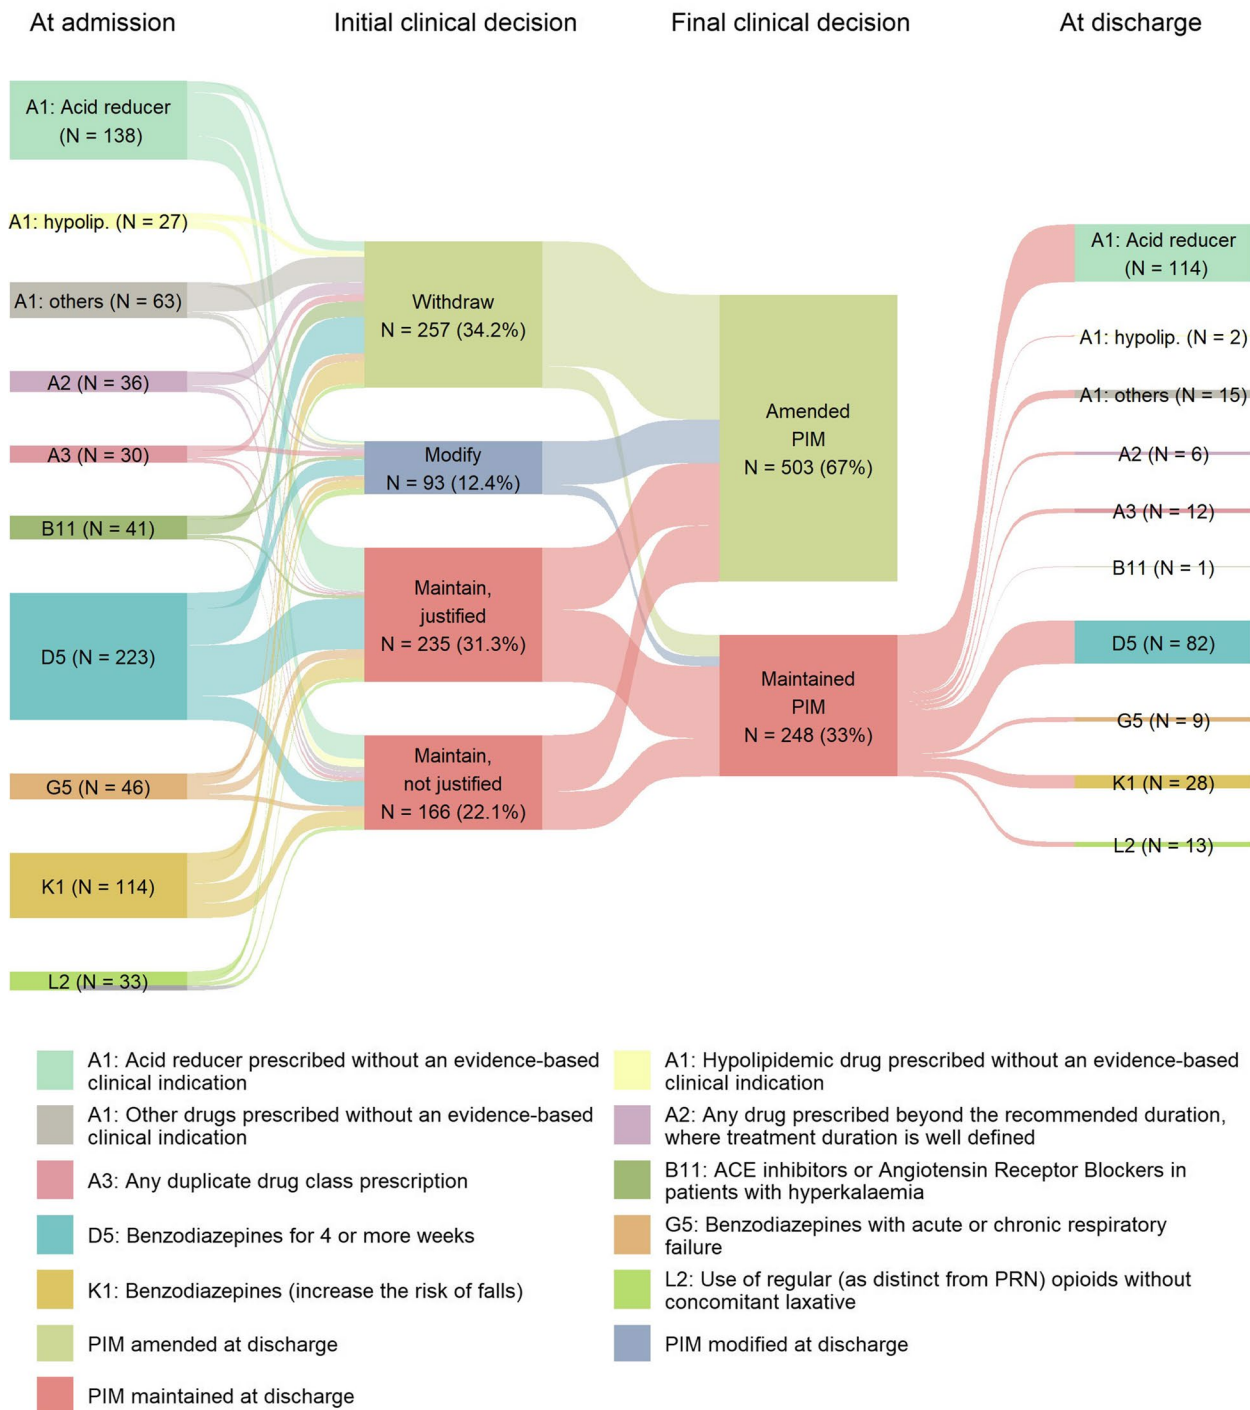 At admission
Initial clinical decision
Final clinical decision
At discharge
A1: Acid reducer
(N = 138)
A1: hypolip. (N = 27)
A1: others (N = 63)
A2 (N = 36)
A3 (N = 30)
B11 (N = 41)
D5 (N = 223)
G5 (N = 46)
K1 (N = 114)
L2 (N = 33)
Withdraw
N = 257 (34.2%)
Modify
N = 93 (12.4%)
Maintain,
justified
N = 235 (31.3%)
Maintain,
not justified
N = 166 (22.1%)
Amended
PIM
N = 503 (67%)
Maintained
PIM
N = 248 (33%)
A1: Acid reducer
(N = 114)
A1: hypolip. (N = 2)
A1: others (N = 15)
A2 (N = 6)
A3 (N = 12)
B11 (N = 1)
D5 (N = 82)
G5 (N = 9)
K1 (N = 28)
L2 (N = 13)
A1: Acid reducer prescribed without an evidence-based
clinical indication
A1: Hypolipidemic drug prescribed without an evidence-based
clinical indication
A1: Other drugs prescribed without an evidence-based
clinical indication
A2: Any drug prescribed beyond the recommended duration,
where treatment duration is well defined
A3: Any duplicate drug class prescription
B11: ACE inhibitors or Angiotensin Receptor Blockers in
patients with hyperkalaemia
D5: Benzodiazepines for 4 or more weeks
G5: Benzodiazepines with acute or chronic respiratory
failure
K1: Benzodiazepines (increase the risk of falls)
L2: Use of regular (as distinct from PRN) opioids without
concomitant laxative
PIM amended at discharge
PIM modified at discharge
PIM maintained at discharge